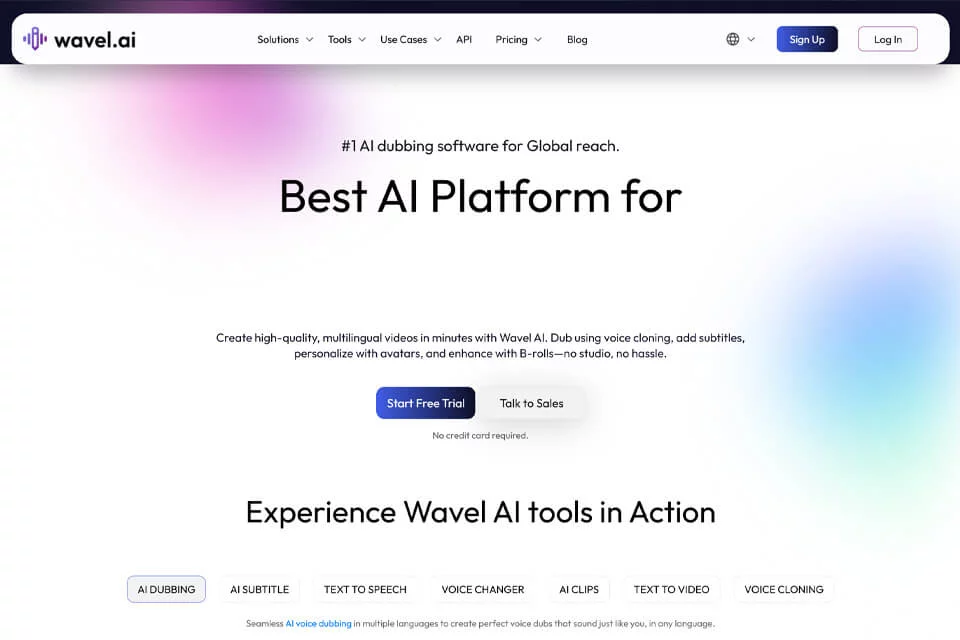 wavel.ai
Solutions Tools Use Cases API Pricing Blog Sign Up Log In
#1 AI dubbing software for Global reach.
Best AI Platform for
Create high-quality, multilingual videos in minutes with Wavel AI. Dub using voice cloning, add subtitles,
personalize with avatars, and enhance with B-rolls—no studio, no hassle.
Start Free Trial Talk to Sales
No credit card required.
Experience Wavel AI tools in Action
AI DUBBING AI SUBTITLE TEXT TO SPEECH VOICE CHANGER AI CLIPS TEXT TO VIDEO VOICE CLONING
Seamless AI voice dubbing in multiple languages to create perfect voice dubs that sound just like you, in any language.